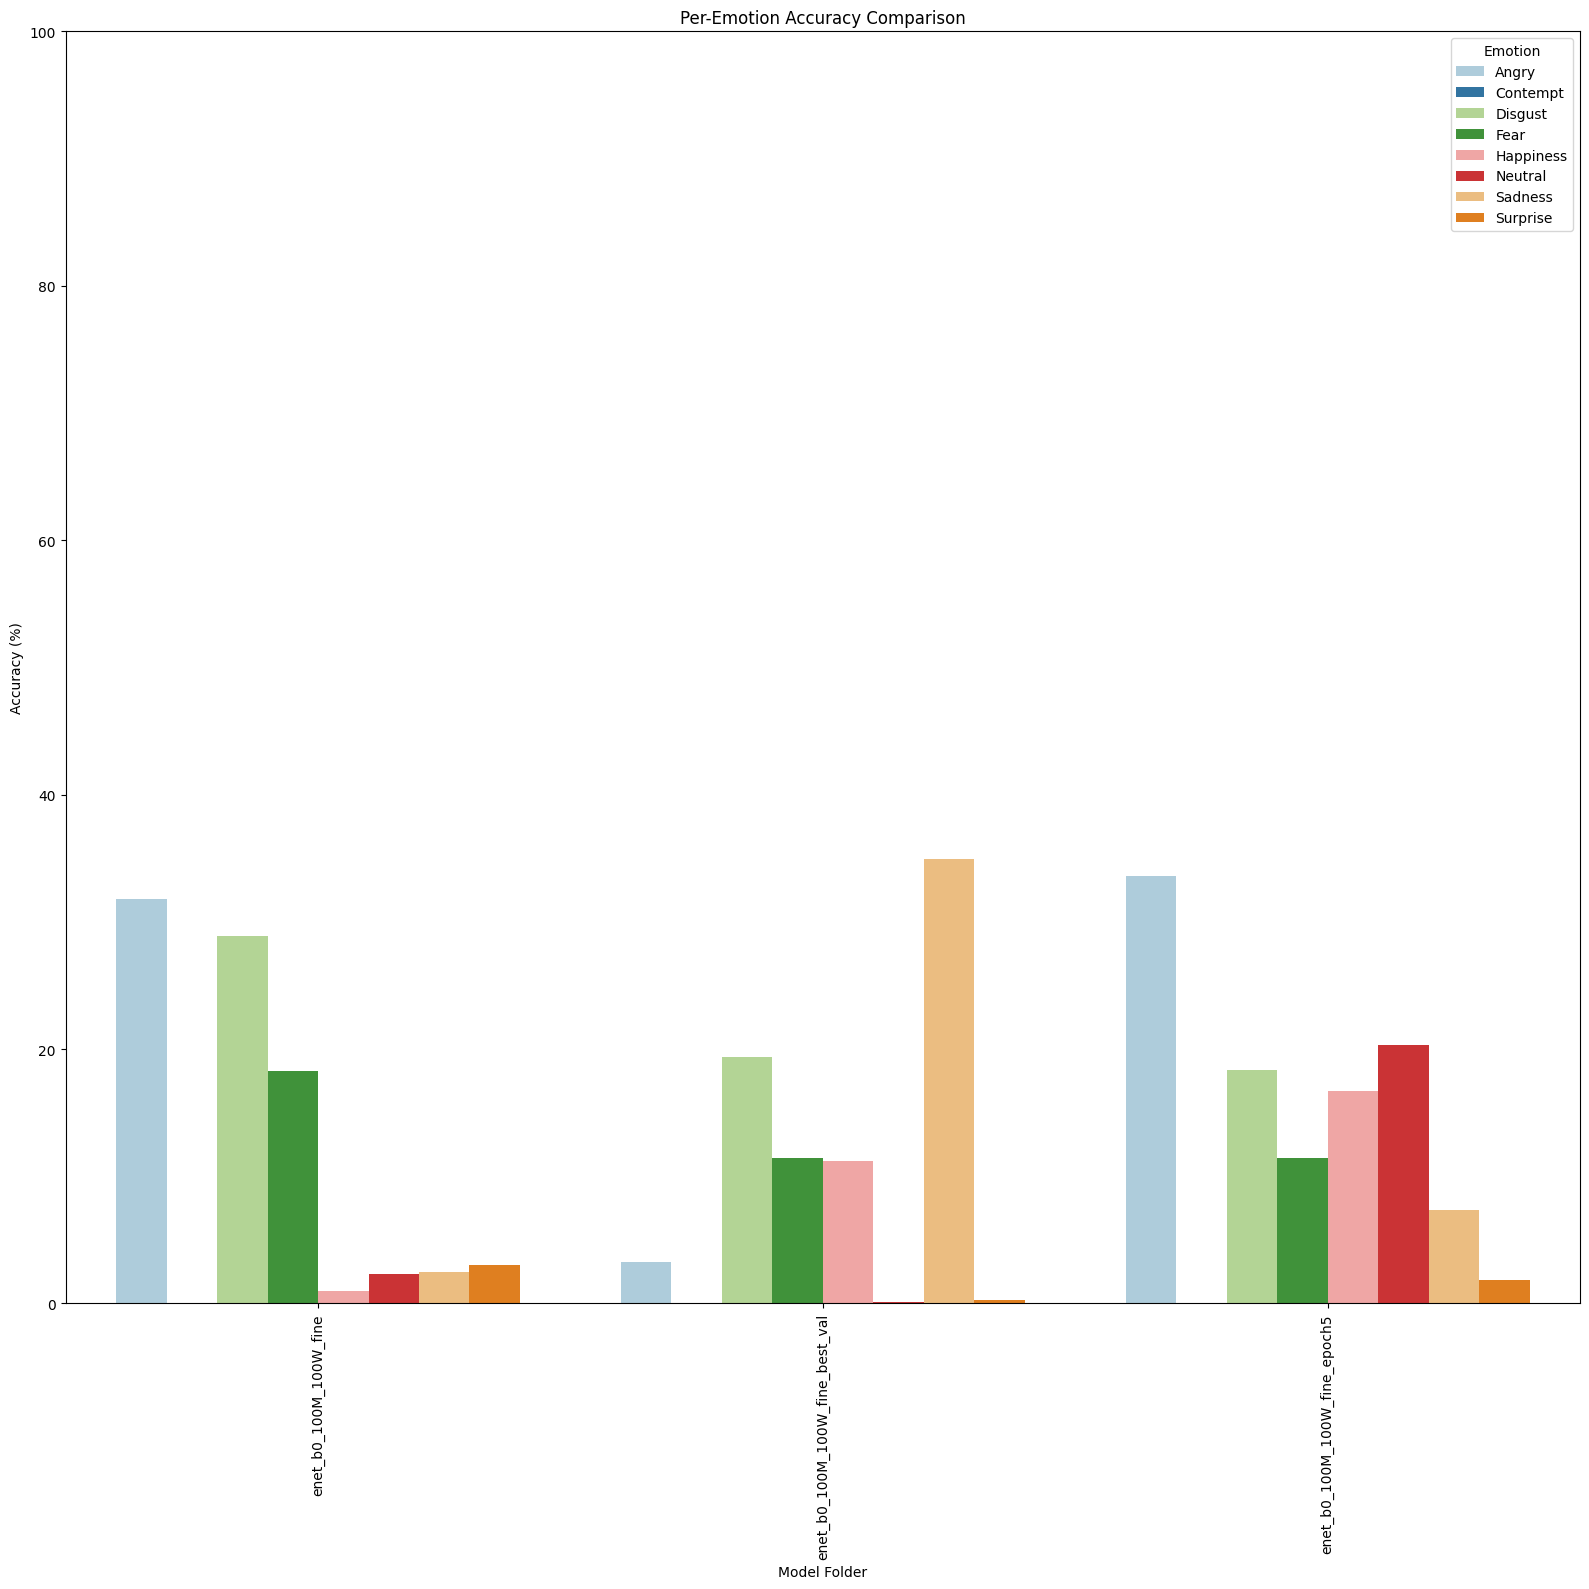 Per-Emotion Accuracy Comparison
Emotion
Angry
Contempt
Disgust
Fear
Happiness
Neutral
Sadness
Surprise
Accuracy (%)
100
80
60
40
20
0
enet_b0_100M_100W_fine
enet_b0_100M_100W_fine_best_val
enet_b0_100M_100W_fine_epoch5
Model Folder